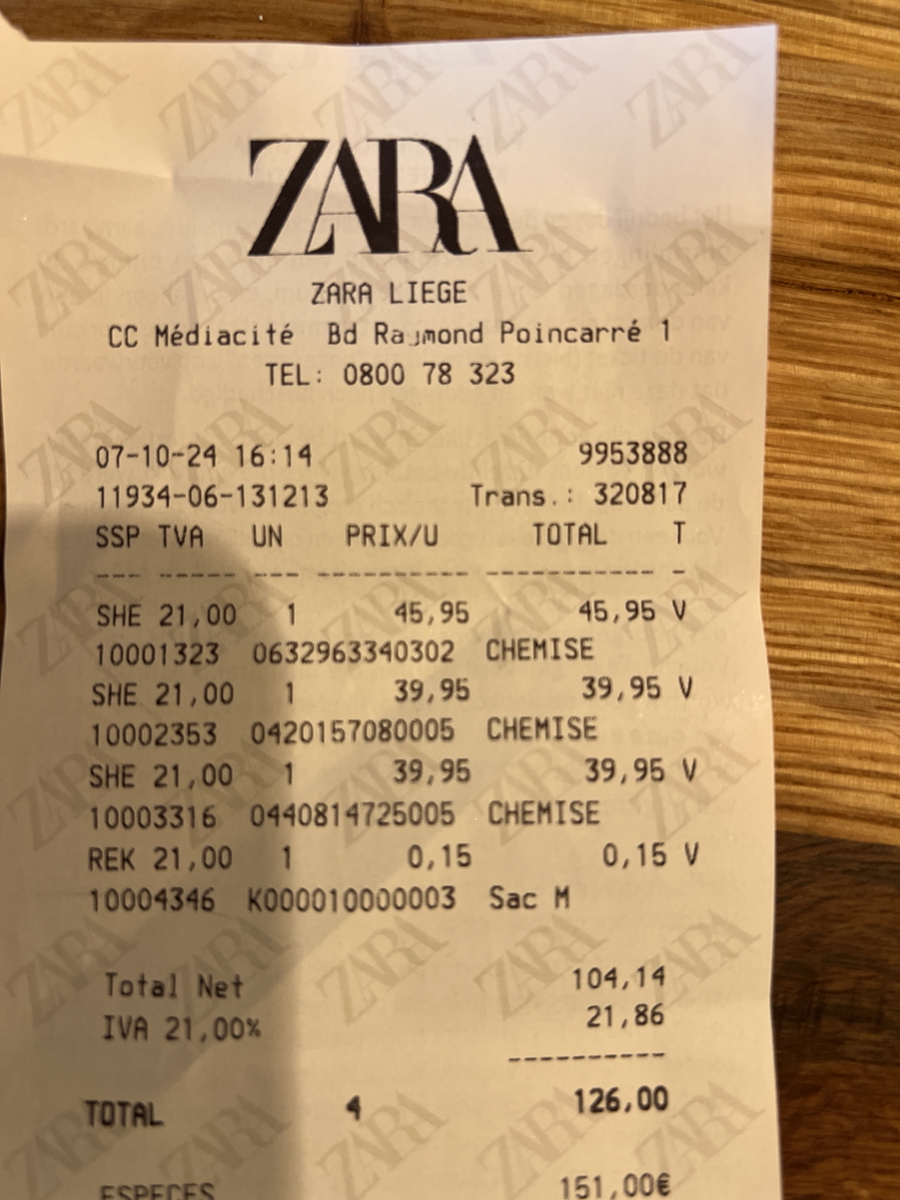 ZARA
ZARA LIEGE
CC Médiacité Bd Raymond Poincarré 1
TEL: 0800 78 323
07-10-24 16:14 9953888
11934-06-131213 Trans.: 320817
SSP TVA UN PRIX/U TOTAL T
--- ----- --- ---------- ----------- -
SHE 21,00 1 45,95 45,95 V
10001323 0632963340302 CHEMISE
SHE 21,00 1 39,95 39,95 V
10002353 0420157080005 CHEMISE
SHE 21,00 1 39,95 39,95 V
10003316 0440814725005 CHEMISE
REK 21,00 1 0,15 0,15 V
10004346 K000010000003 Sac M
Total Net 104,14
IVA 21,00% 21,86
----------
TOTAL 4 126,00
ESPECES 151,00€